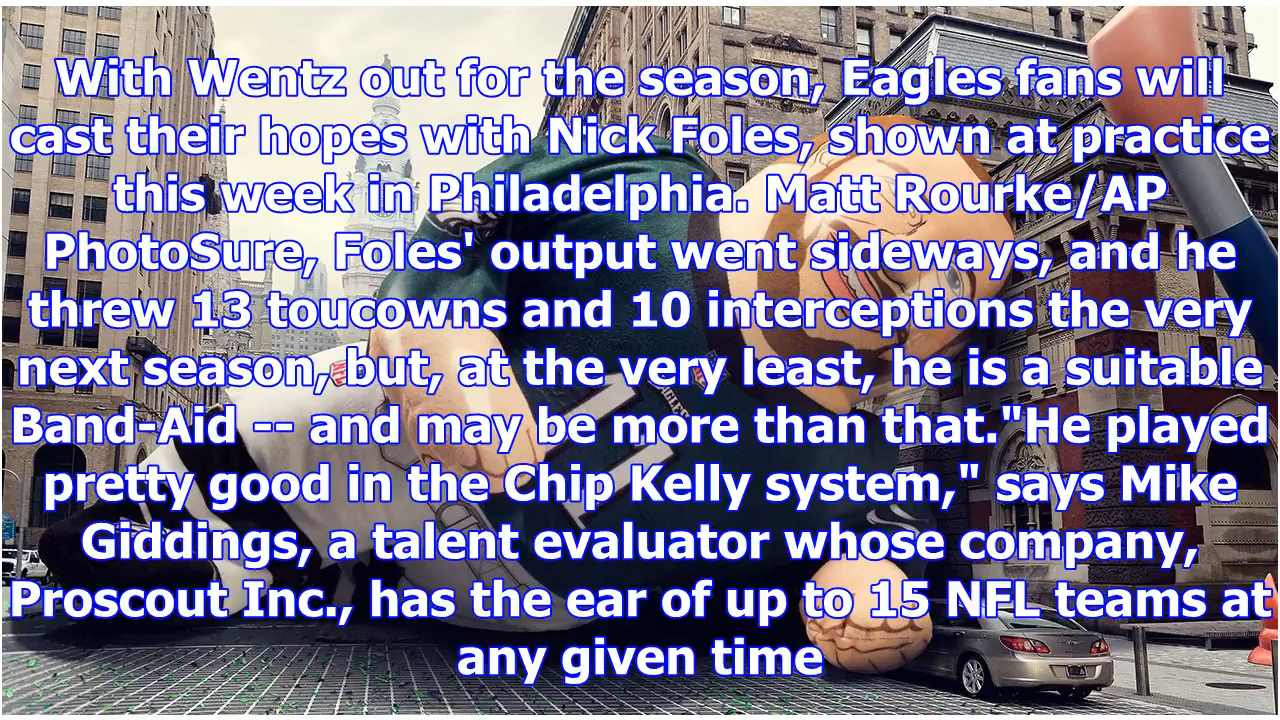 With Wentz out for the season, Eagles fans will
cast their hopes with Nick Foles, shown at practice
this week in Philadelphia. Matt Rourke/AP
PhotoSure, Foles' output went sideways, and he
threw 13 toucowns and 10 interceptions the very
next season, but, at the very least, he is a suitable
Band-Aid -- and may be more than that."He played
pretty good in the Chip Kelly system," says Mike
Giddings, a talent evaluator whose company,
Proscout Inc., has the ear of up to 15 NFL teams at
any given time
EAGLES